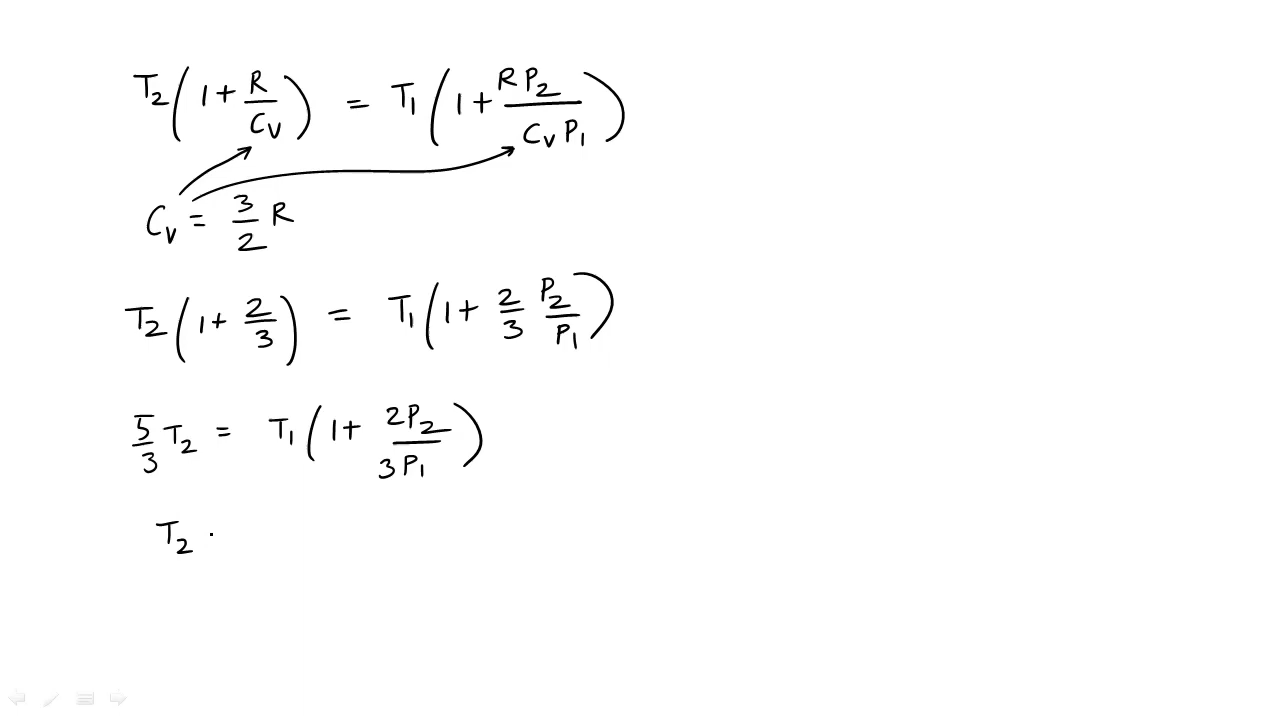 T₂(1 + R/Cᵥ) = T₁(1 + RP₂/CᵥP₁)
Cᵥ = 3/2 R
T₂(1 + 2/3) = T₁(1 + 2/3 P₂/P₁)
5/3 T₂ = T₁(1 + 2P₂/3P₁)
T₂ ·